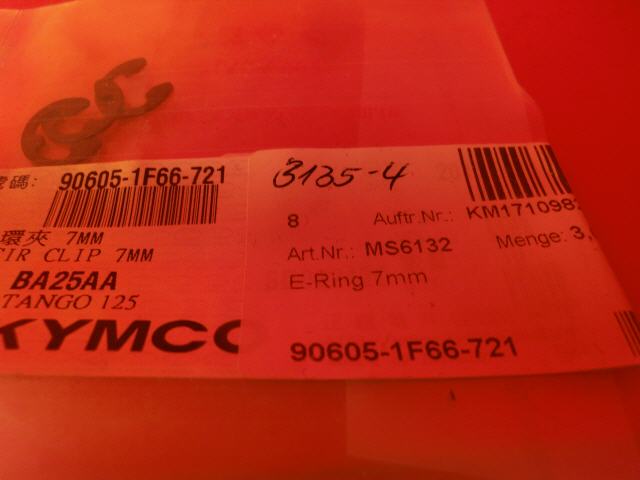 碼: 90605-1F66-721
環夾 7MM
CIR CLIP 7MM
BA25AA
TANGO 125
KYMCO
3135-4
8 Auftr.Nr.: KM171098
Art.Nr.: MS6132 Menge: 3,
E-Ring 7mm
90605-1F66-721